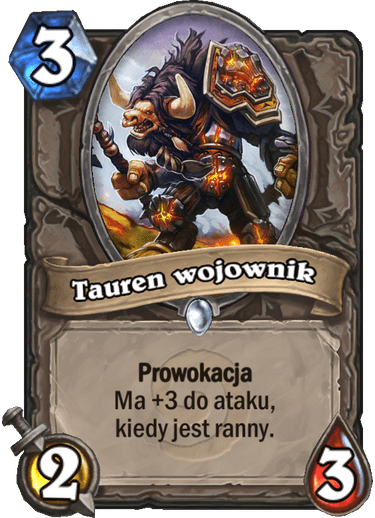 3
Tauren wojownik
Prowokacja
Ma +3 do ataku,
kiedy jest ranny.
2
3